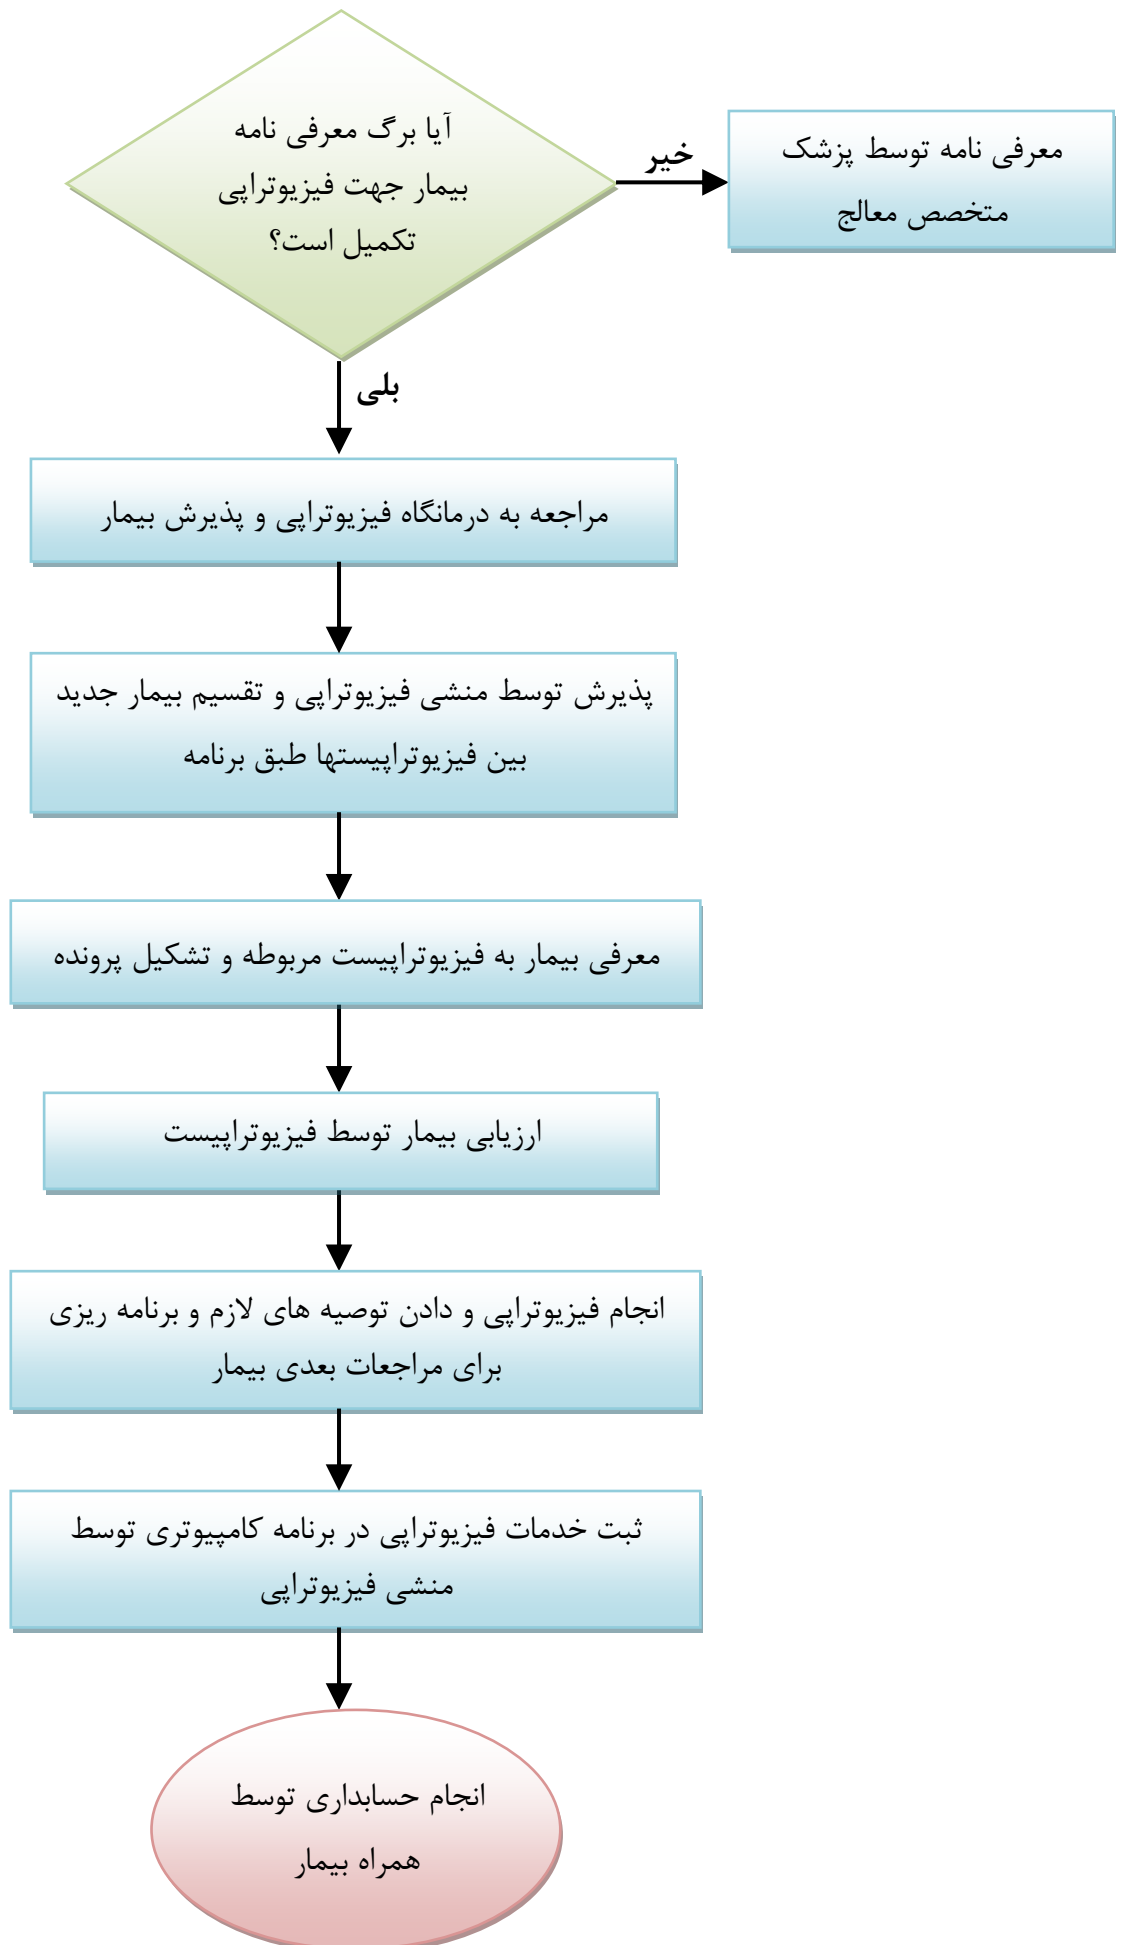 آیا برگ معرفی نامه
بیمار جهت فیزیوتراپی
تکمیل است؟
خیر
معرفی نامه توسط پزشک
متخصص معالج
بلی
مراجعه به درمانگاه فیزیوتراپی و پذیرش بیمار
پذیرش توسط منشی فیزیوتراپی و تقسیم بیمار جدید
بین فیزیوتراپیستها طبق برنامه
معرفی بیمار به فیزیوتراپیست مربوطه و تشکیل پرونده
ارزیابی بیمار توسط فیزیوتراپیست
انجام فیزیوتراپی و دادن توصیه های لازم و برنامه ریزی
برای مراجعات بعدی بیمار
ثبت خدمات فیزیوتراپی در برنامه کامپیوتری توسط
منشی فیزیوتراپی
انجام حسابداری توسط
همراه بیمار